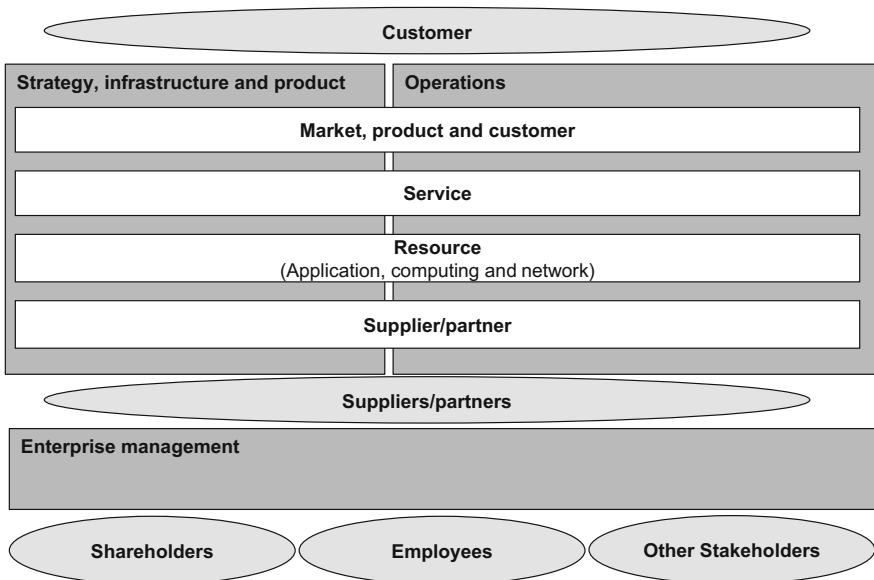 Customer
Strategy, infrastructure and product
Operations
Market, product and customer
Service
Resource
(Application, computing and network)
Supplier/partner
Suppliers/partners
Enterprise management
Shareholders
Employees
Other Stakeholders